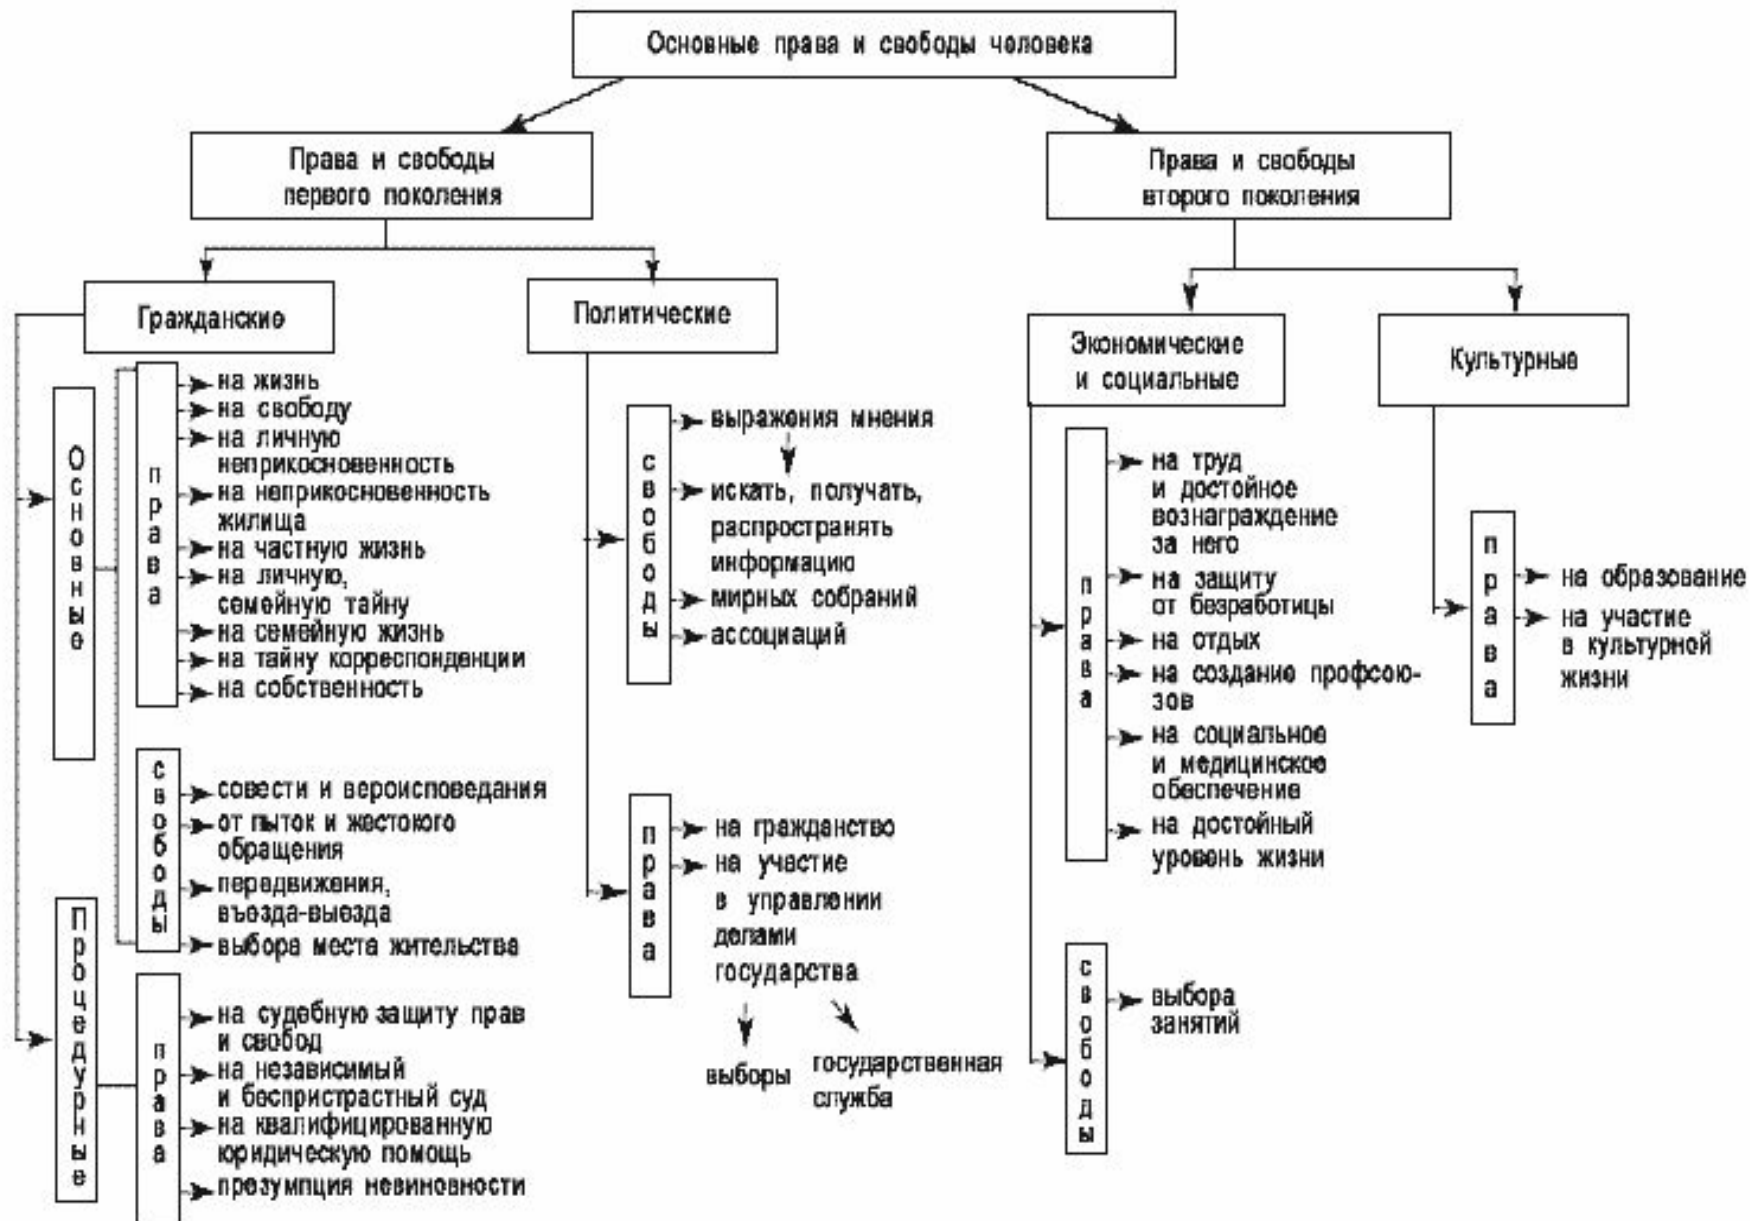 Основные права и свободы человека
Права и свободы
первого поколения
Права и свободы
второго поколения
Гражданские
Политические
Экономические
и социальные
Культурные
Основные
права
на жизнь
на свободу
на личную
неприкосновенность
на неприкосновенность
жилища
на частную жизнь
на личную,
семейную тайну
на семейную жизнь
на тайну корреспонденции
на собственность
свободы
совести и вероисповедания
от пыток и жестокого
обращения
передвижения,
въезда-выезда
выбора места жительства
Процедурные
права
на судебную защиту прав
и свобод
на независимый
и беспристрастный суд
на квалифицированную
юридическую помощь
презумпция невиновности
свободы
выражения мнения
искать, получать,
распространять
информацию
мирных собраний
ассоциаций
права
на гражданство
на участие
в управлении
делами
государства
выборы
государственная
служба
права
на труд
и достойное
вознаграждение
за него
на защиту
от безработицы
на отдых
на создание профсою-
зов
на социальное
и медицинское
обеспечение
на достойный
уровень жизни
свободы
выбора
занятий
права
на образование
на участие
в культурной
жизни